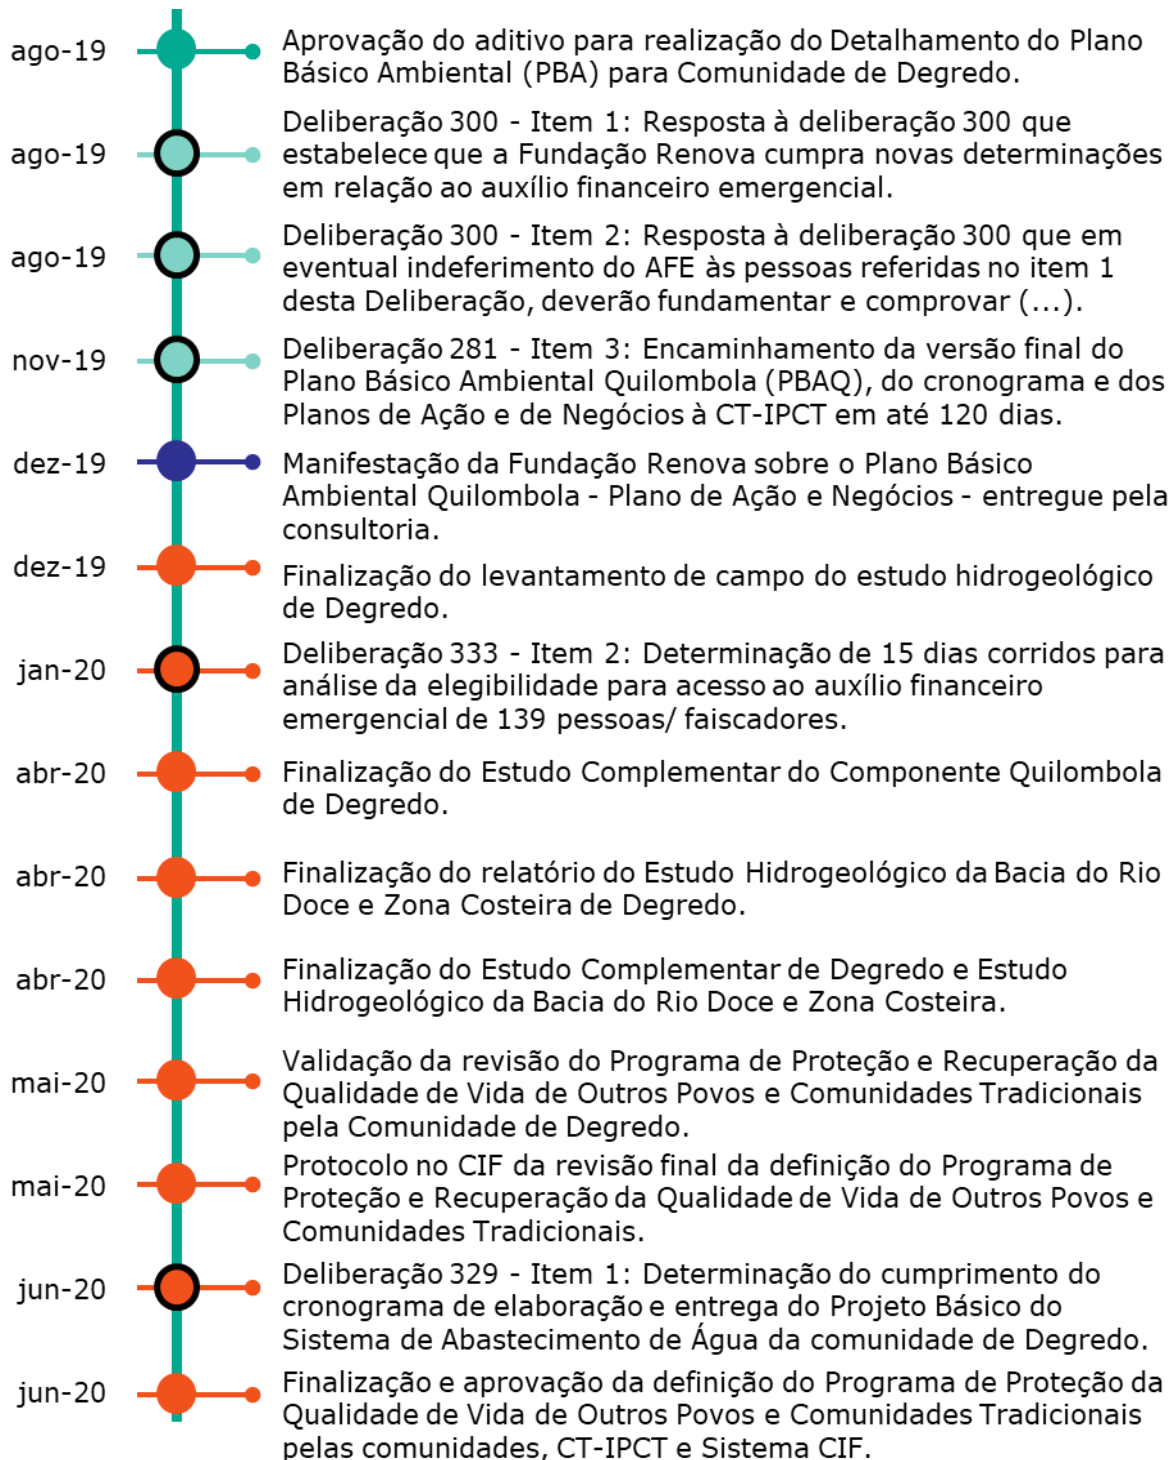 ago-19
Aprovação do aditivo para realização do Detalhamento do Plano
Básico Ambiental (PBA) para Comunidade de Degredo.
ago-19
Deliberação 300 - Item 1: Resposta à deliberação 300 que
estabelece que a Fundação Renova cumpra novas determinações
em relação ao auxílio financeiro emergencial.
ago-19
Deliberação 300 - Item 2: Resposta à deliberação 300 que em
eventual indeferimento do AFE às pessoas referidas no item 1
desta Deliberação, deverão fundamentar e comprovar (...).
nov-19
Deliberação 281 - Item 3: Encaminhamento da versão final do
Plano Básico Ambiental Quilombola (PBAQ), do cronograma e dos
Planos de Ação e de Negócios à CT-IPCT em até 120 dias.
dez-19
Manifestação da Fundação Renova sobre o Plano Básico
Ambiental Quilombola - Plano de Ação e Negócios - entregue pela
consultoria.
dez-19
Finalização do levantamento de campo do estudo hidrogeológico
de Degredo.
jan-20
Deliberação 333 - Item 2: Determinação de 15 dias corridos para
análise da elegibilidade para acesso ao auxílio financeiro
emergencial de 139 pessoas/ faiscadores.
abr-20
Finalização do Estudo Complementar do Componente Quilombola
de Degredo.
abr-20
Finalização do relatório do Estudo Hidrogeológico da Bacia do Rio
Doce e Zona Costeira de Degredo.
abr-20
Finalização do Estudo Complementar de Degredo e Estudo
Hidrogeológico da Bacia do Rio Doce e Zona Costeira.
mai-20
Validação da revisão do Programa de Proteção e Recuperação da
Qualidade de Vida de Outros Povos e Comunidades Tradicionais
pela Comunidade de Degredo.
mai-20
Protocolo no CIF da revisão final da definição do Programa de
Proteção e Recuperação da Qualidade de Vida de Outros Povos e
Comunidades Tradicionais.
jun-20
Deliberação 329 - Item 1: Determinação do cumprimento do
cronograma de elaboração e entrega do Projeto Básico do
Sistema de Abastecimento de Água da comunidade de Degredo.
jun-20
Finalização e aprovação da definição do Programa de Proteção da
Qualidade de Vida de Outros Povos e Comunidades Tradicionais
pelas comunidades, CT-IPCT e Sistema CIF.